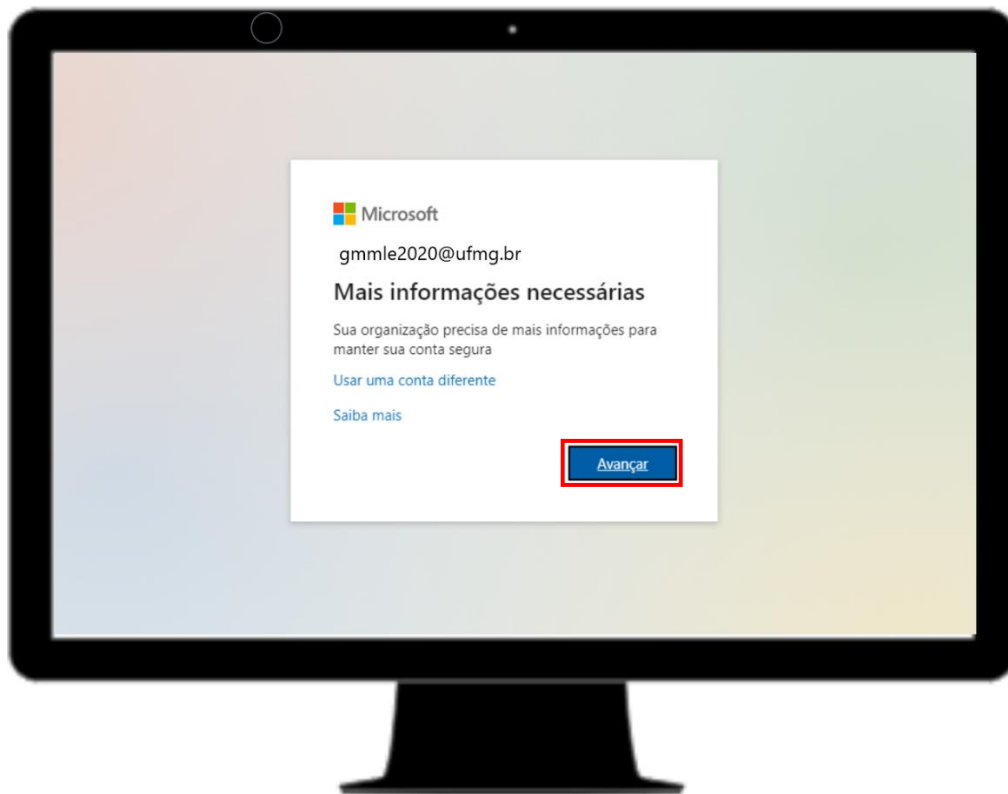 Microsoft
gmmle2020@ufmg.br
Mais informações necessárias
Sua organização precisa de mais informações para
manter sua conta segura
Usar uma conta diferente
Saiba mais
Avançar